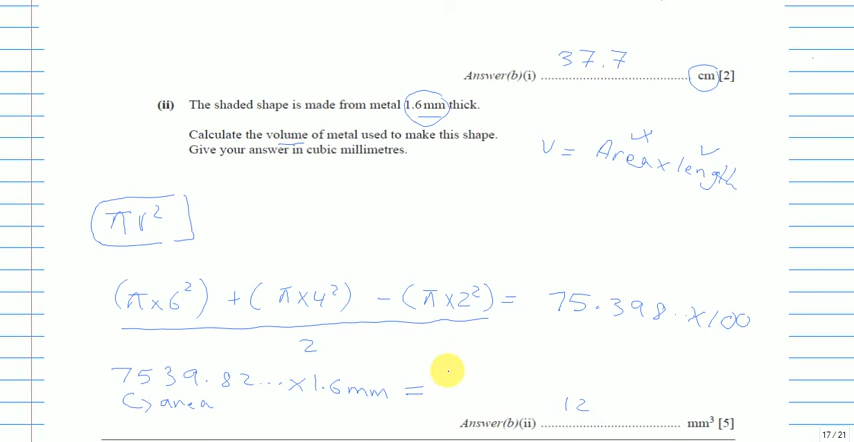 37.7
Answer(b)(i) ........................................ cm [2]
(ii) The shaded shape is made from metal 1.6 mm thick.
Calculate the volume of metal used to make this shape.
Give your answer in cubic millimetres.
V = Area x length
πr²
(π×6²) + (π×4²) - (π×2²) = 75.398.. ×100
2
7539.82... ×1.6mm =
↳ area
12
Answer(b)(ii) ........................................ mm³ [5]
17 / 21